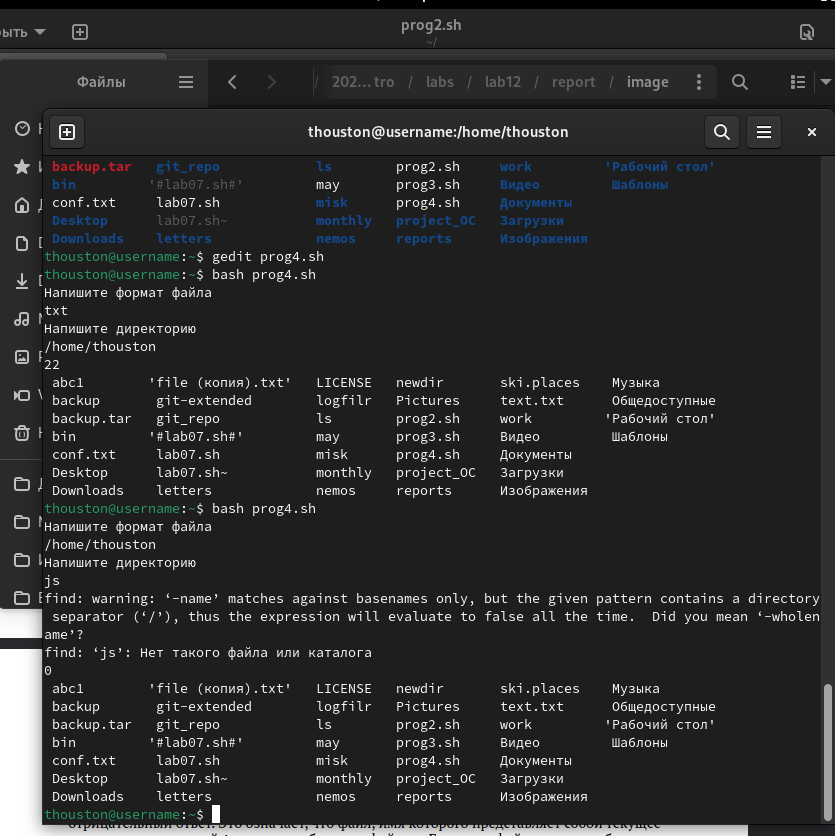 prog2.sh
~/
Файлы
/ 202…tro / labs / lab12 / report / image
thouston@username:/home/thouston
backup.tar git_repo ls prog2.sh work 'Рабочий стол'
bin '#lab07.sh#' may prog3.sh Видео Шаблоны
conf.txt lab07.sh misk prog4.sh Документы
Desktop lab07.sh~ monthly project_OC Загрузки
Downloads letters nemos reports Изображения
thouston@username:~$ gedit prog4.sh
thouston@username:~$ bash prog4.sh
Напишите формат файла
txt
Напишите директорию
/home/thouston
22
abc1 'file (копия).txt' LICENSE newdir ski.places Музыка
backup git-extended logfilr Pictures text.txt Общедоступные
backup.tar git_repo ls prog2.sh work 'Рабочий стол'
bin '#lab07.sh#' may prog3.sh Видео Шаблоны
conf.txt lab07.sh misk prog4.sh Документы
Desktop lab07.sh~ monthly project_OC Загрузки
Downloads letters nemos reports Изображения
thouston@username:~$ bash prog4.sh
Напишите формат файла
/home/thouston
Напишите директорию
js
find: warning: ‘-name’ matches against basenames only, but the given pattern contains a directory
separator (‘/’), thus the expression will evaluate to false all the time.  Did you mean ‘-wholen
ame’?
find: ‘js’: Нет такого файла или каталога
0
abc1 'file (копия).txt' LICENSE newdir ski.places Музыка
backup git-extended logfilr Pictures text.txt Общедоступные
backup.tar git_repo ls prog2.sh work 'Рабочий стол'
bin '#lab07.sh#' may prog3.sh Видео Шаблоны
conf.txt lab07.sh misk prog4.sh Документы
Desktop lab07.sh~ monthly project_OC Загрузки
Downloads letters nemos reports Изображения
thouston@username:~$